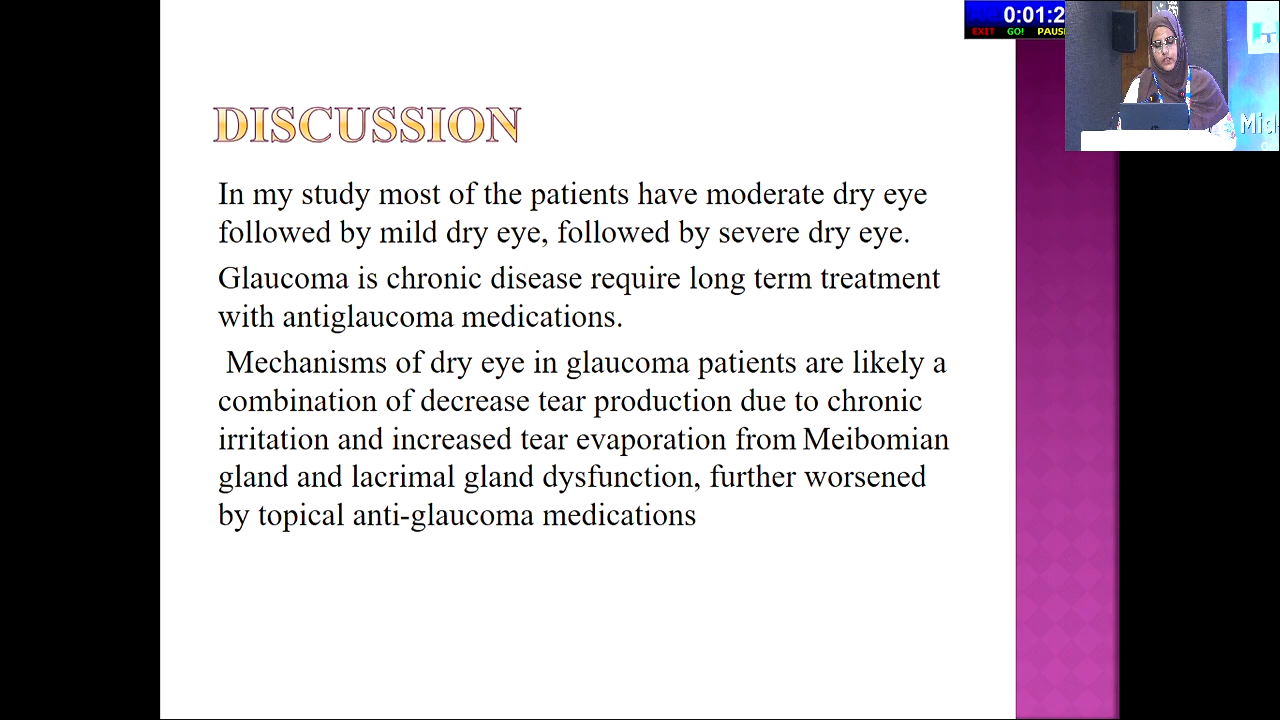 0:01:2
EXIT GO! PAUS
DISCUSSION
In my study most of the patients have moderate dry eye
followed by mild dry eye, followed by severe dry eye.
Glaucoma is chronic disease require long term treatment
with antiglaucoma medications.
Mechanisms of dry eye in glaucoma patients are likely a
combination of decrease tear production due to chronic
irritation and increased tear evaporation from Meibomian
gland and lacrimal gland dysfunction, further worsened
by topical anti-glaucoma medications
Mid